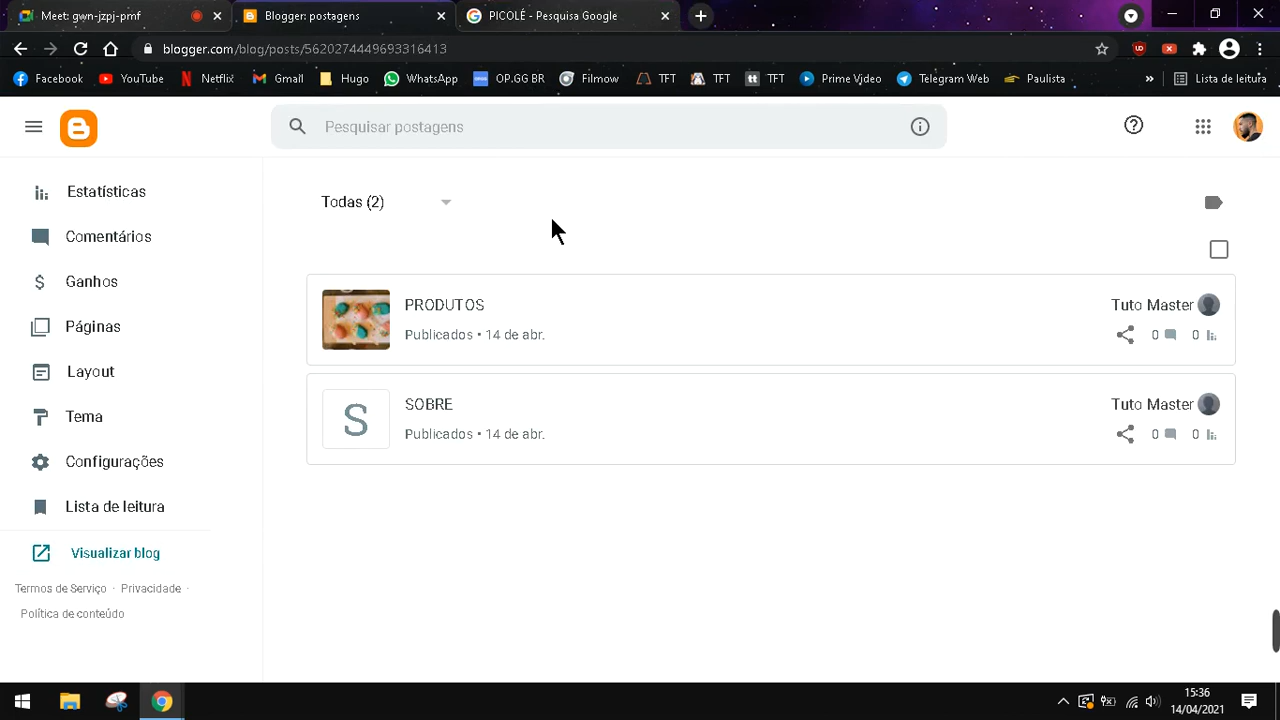 Meet: gwn-jzpj-pmf
Blogger: postagens
PICOLÉ - Pesquisa Google
blogger.com/blog/posts/5620274449693316413
Facebook
YouTube
Netflix
Gmail
Hugo
WhatsApp
OP.GG BR
Filmow
TFT
TFT
TFT
Prime Video
Telegram Web
Paulista
»
Lista de leitura
Pesquisar postagens
Estatísticas
Comentários
Ganhos
Páginas
Layout
Tema
Configurações
Lista de leitura
Visualizar blog
Termos de Serviço · Privacidade ·
Política de conteúdo
Todas (2)
PRODUTOS
Publicados • 14 de abr.
Tuto Master
0 0
S
SOBRE
Publicados • 14 de abr.
Tuto Master
0 0
15:36
14/04/2021